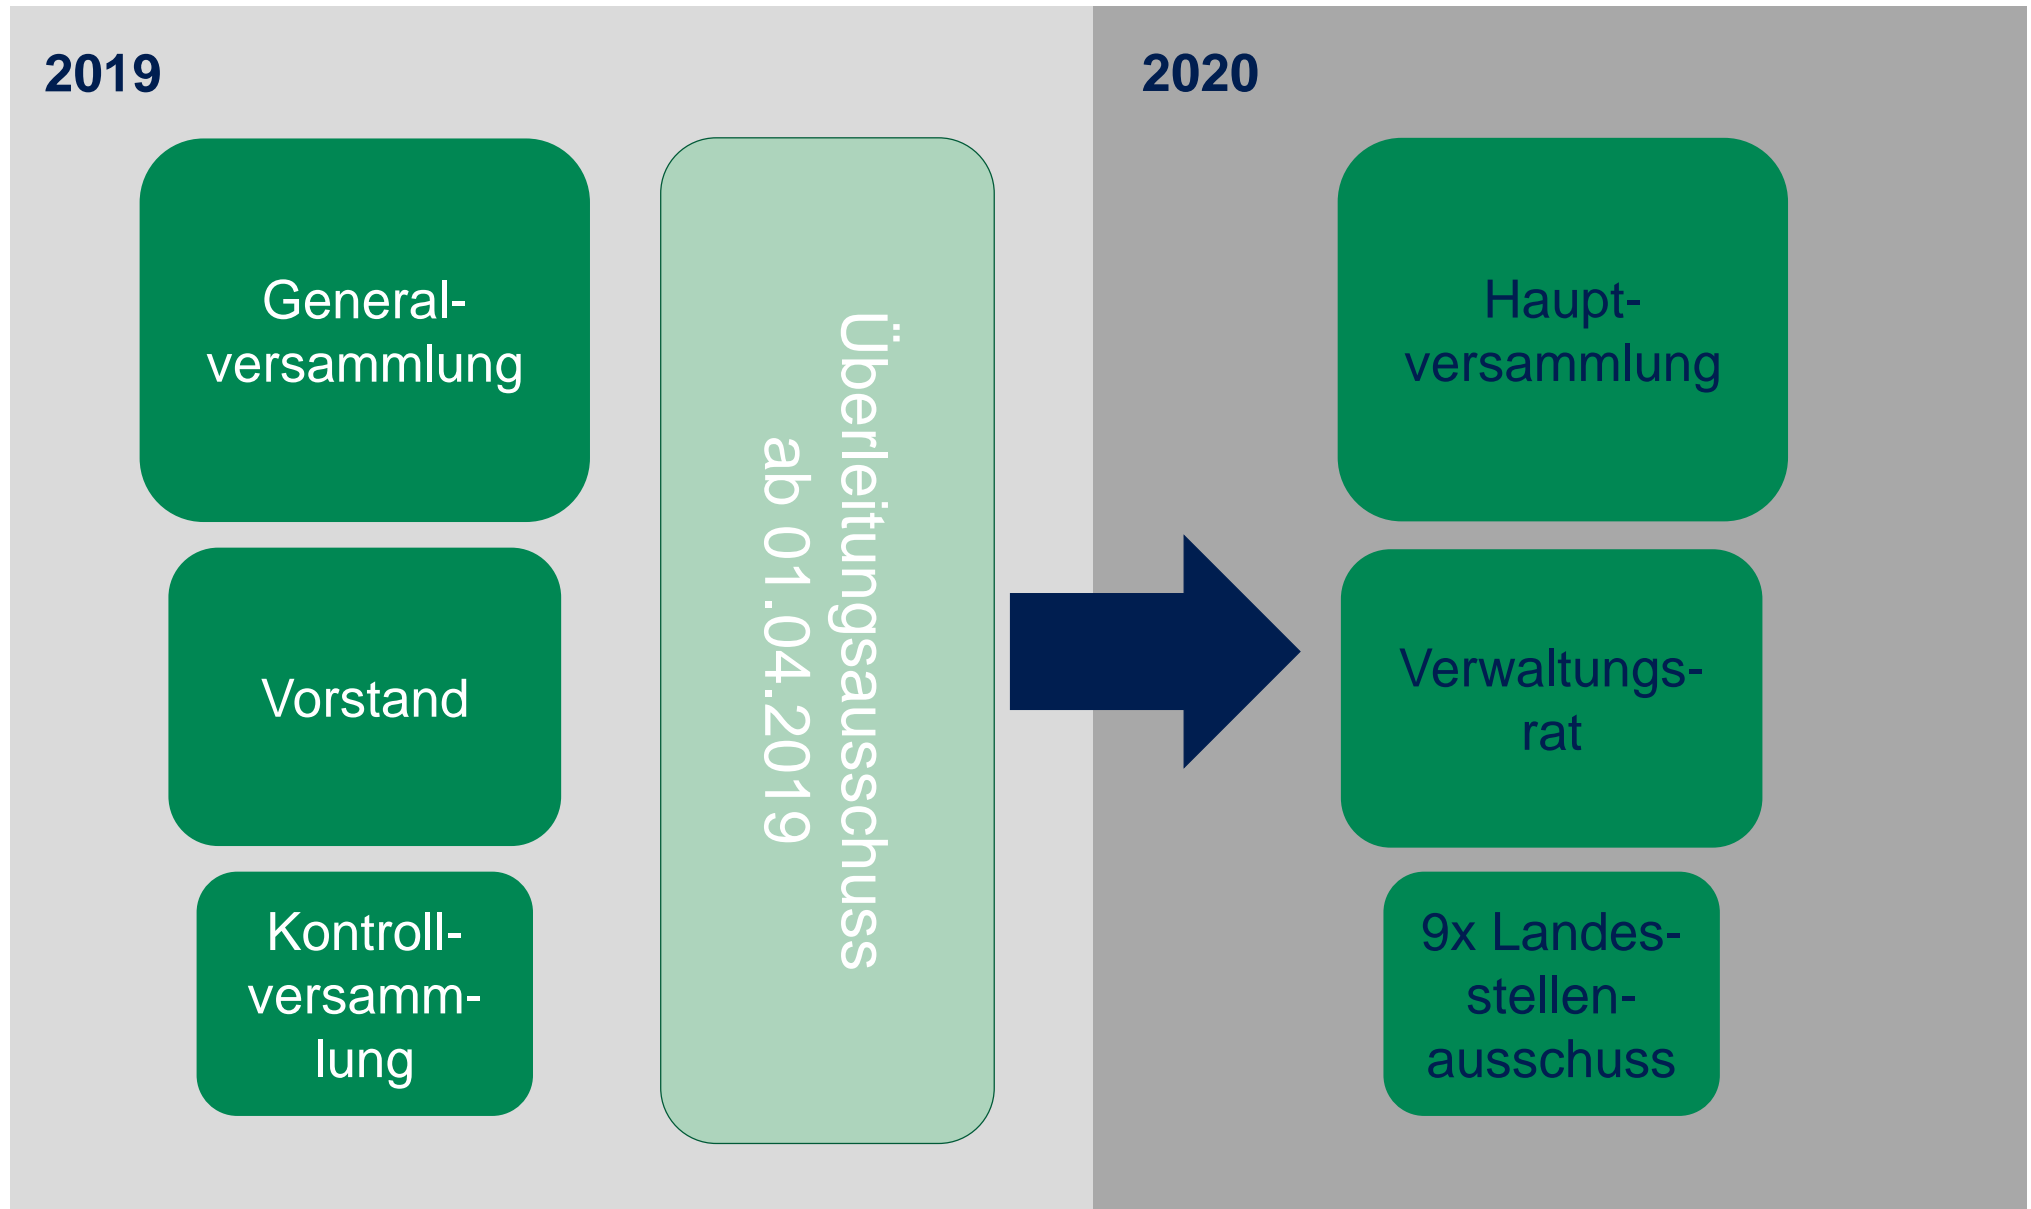 2019
General-
versammlung
Vorstand
Kontroll-
versamm-
lung
Überleitungsausschuss
ab 01.04.2019
2020
Haupt-
versammlung
Verwaltungs-
rat
9x Landes-
stellen-
ausschuss